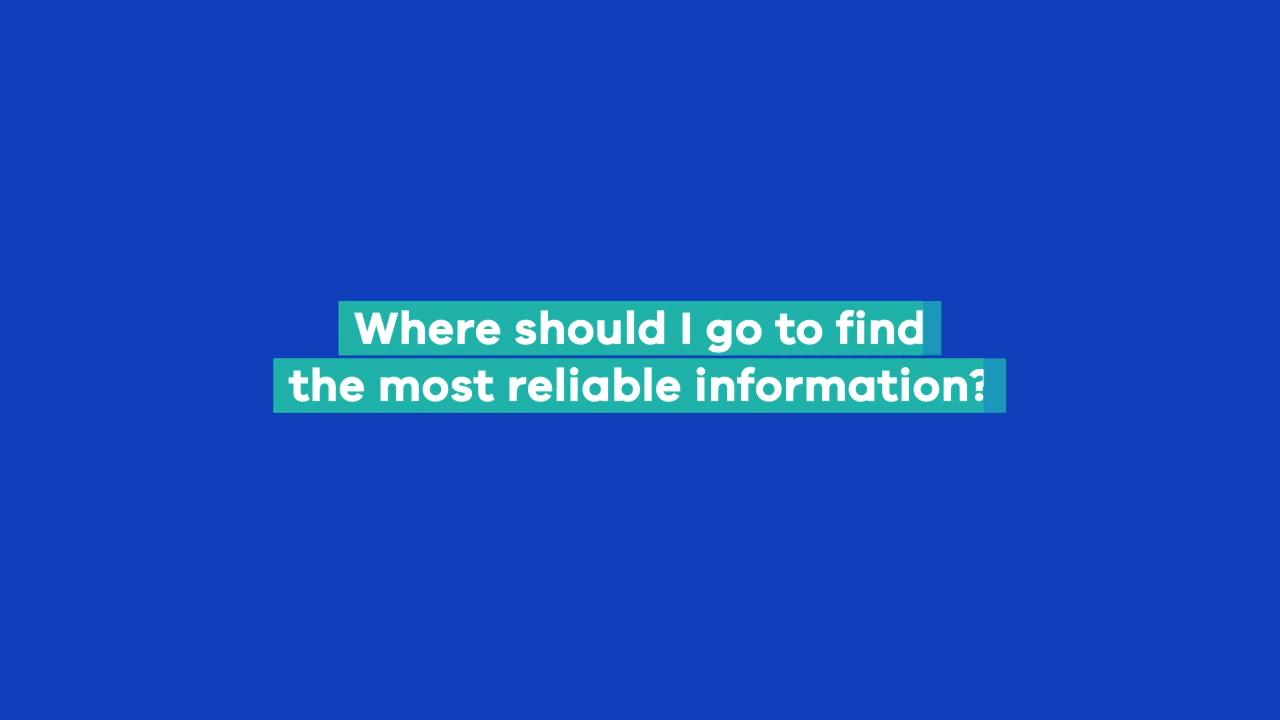 Where should I go to find
the most reliable information?